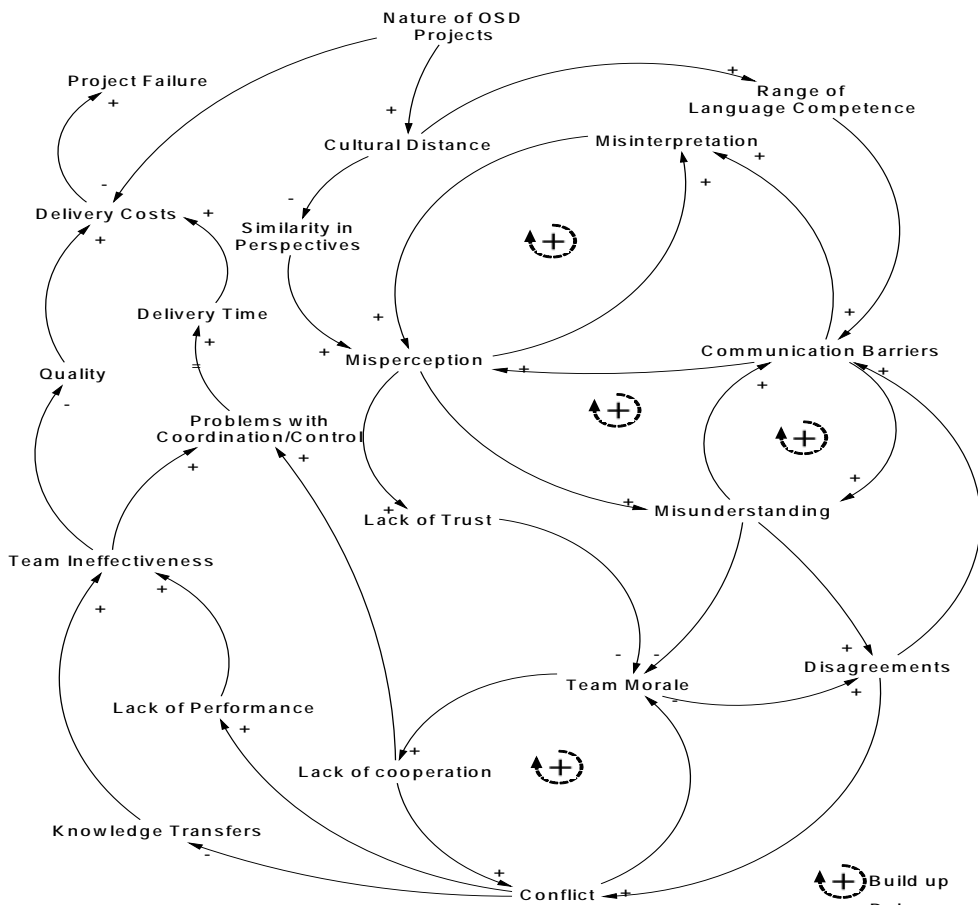 Nature of OSD
Projects
Project Failure
+
+
+
Range of
Language Competence
Cultural Distance
Misinterpretation
+
+
-
Delivery Costs
+
+
-
Similarity in
Perspectives
+
Delivery Time
+
+
+
+
Misperception
+
Communication Barriers
+
+
=
Quality
-
+
+
Problems with
Coordination/Control
+
+
+
+
+
+
Misunderstanding
+
Lack of Trust
Team Ineffectiveness
+
+
-
-
+
Disagreements
Team Morale
-
+
Lack of Performance
+
+
Lack of cooperation
+
Knowledge Transfers
-
+
Conflict
+
+
Build up